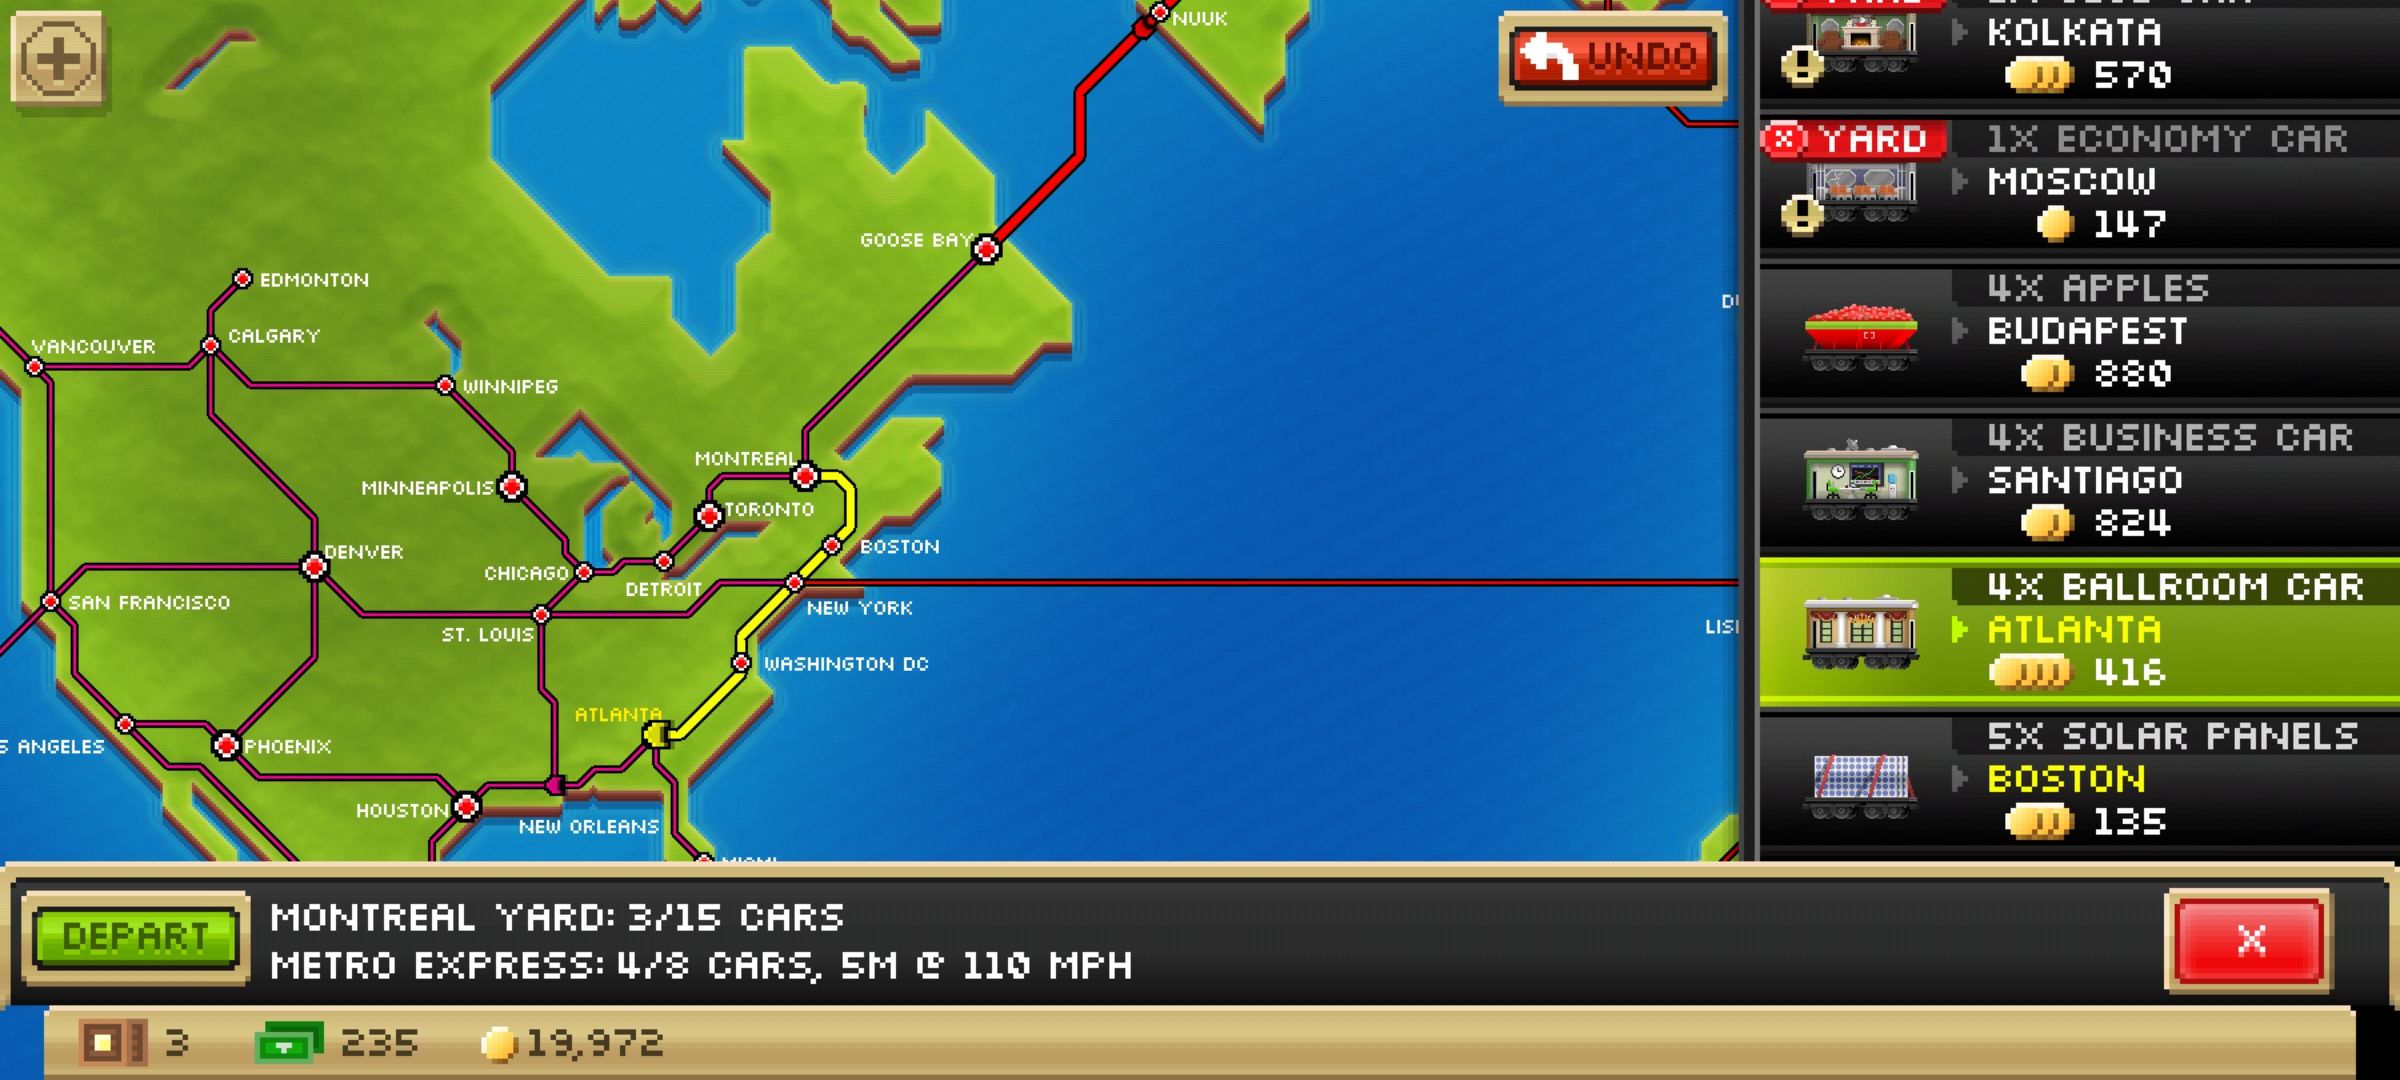 NUUK
UNDO
KOLKATA
570
YARD
1X ECONOMY CAR
MOSCOW
147
GOOSE BAY
4X APPLES
BUDAPEST
880
EDMONTON
CALGARY
VANCOUVER
WINNIPEG
4X BUSINESS CAR
SANTIAGO
824
MONTREAL
MINNEAPOLIS
TORONTO
BOSTON
DENVER
CHICAGO
DETROIT
4X BALLROOM CAR
ATLANTA
416
SAN FRANCISCO
NEW YORK
ST. LOUIS
LIS
WASHINGTON DC
ATLANTA
S ANGELES
PHOENIX
5X SOLAR PANELS
BOSTON
135
HOUSTON
NEW ORLEANS
DEPART
MONTREAL YARD: 3/15 CARS
METRO EXPRESS: 4/8 CARS, 5M @ 110 MPH
X
3
235
19,972